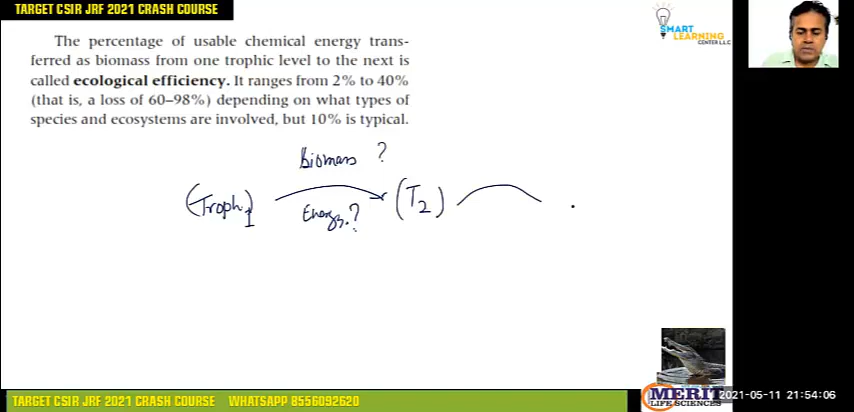 TARGET CSIR JRF 2021 CRASH COURSE
SMART
LEARNING
CENTER L.L.C
The percentage of usable chemical energy trans-
ferred as biomass from one trophic level to the next is
called ecological efficiency. It ranges from 2% to 40%
(that is, a loss of 60–98%) depending on what types of
species and ecosystems are involved, but 10% is typical.
Biomass ?
(Troph1) (T2)
Energy.?
MERIT
LIFE SCIENCES
2021-05-11 21:54:06
TARGET CSIR JRF 2021 CRASH COURSE WHATSAPP 8556092620